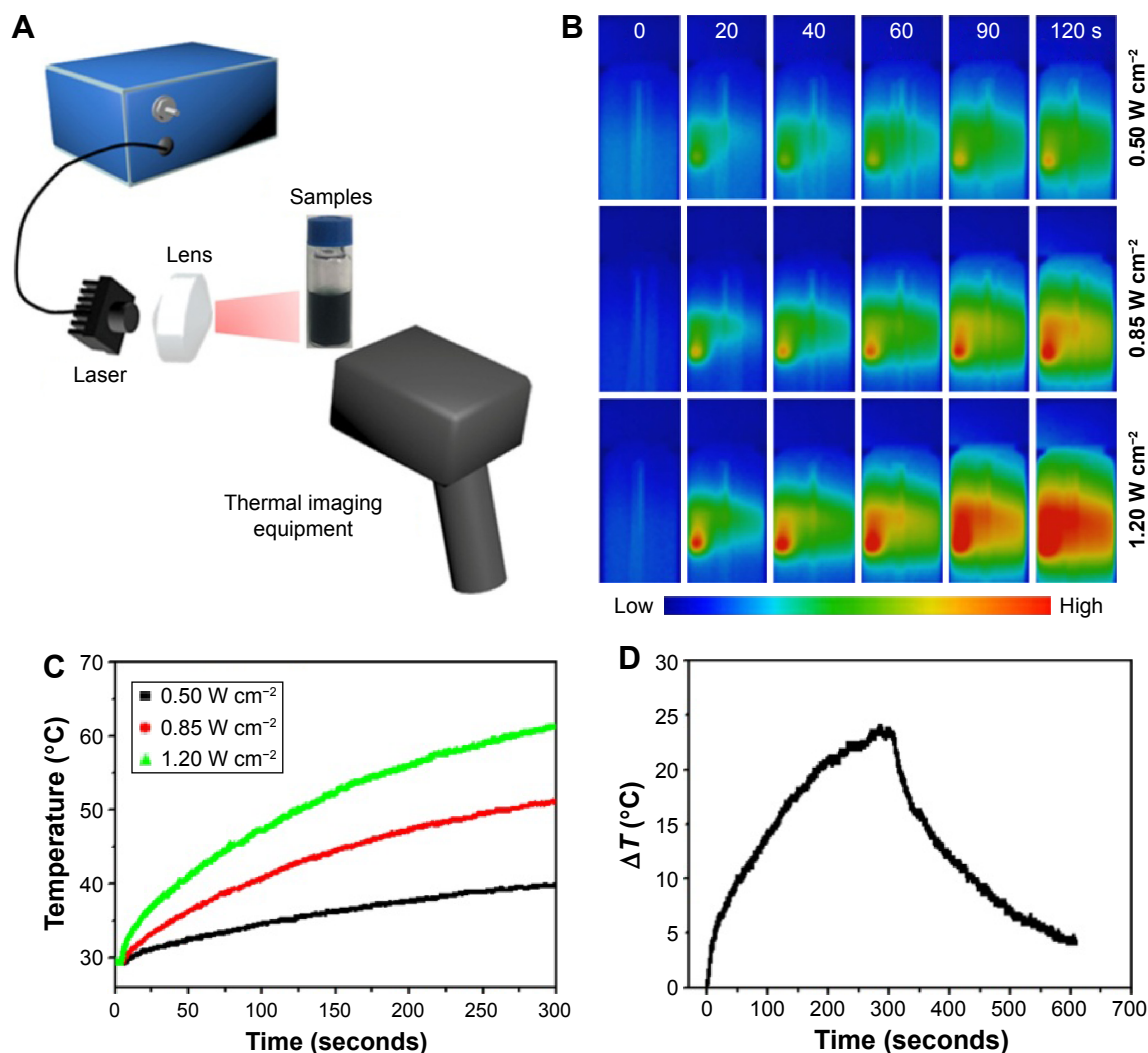 A
Samples
Lens
Laser
Thermal imaging
equipment
B
0 20 40 60 90 120 s
0.50 W cm⁻²
0.85 W cm⁻²
1.20 W cm⁻²
Low High
C
70
60
50
40
30
0.50 W cm⁻²
0.85 W cm⁻²
1.20 W cm⁻²
Temperature (°C)
0 50 100 150 200 250 300
Time (seconds)
D
30
25
20
15
10
5
0
ΔT (°C)
0 100 200 300 400 500 600 700
Time (seconds)